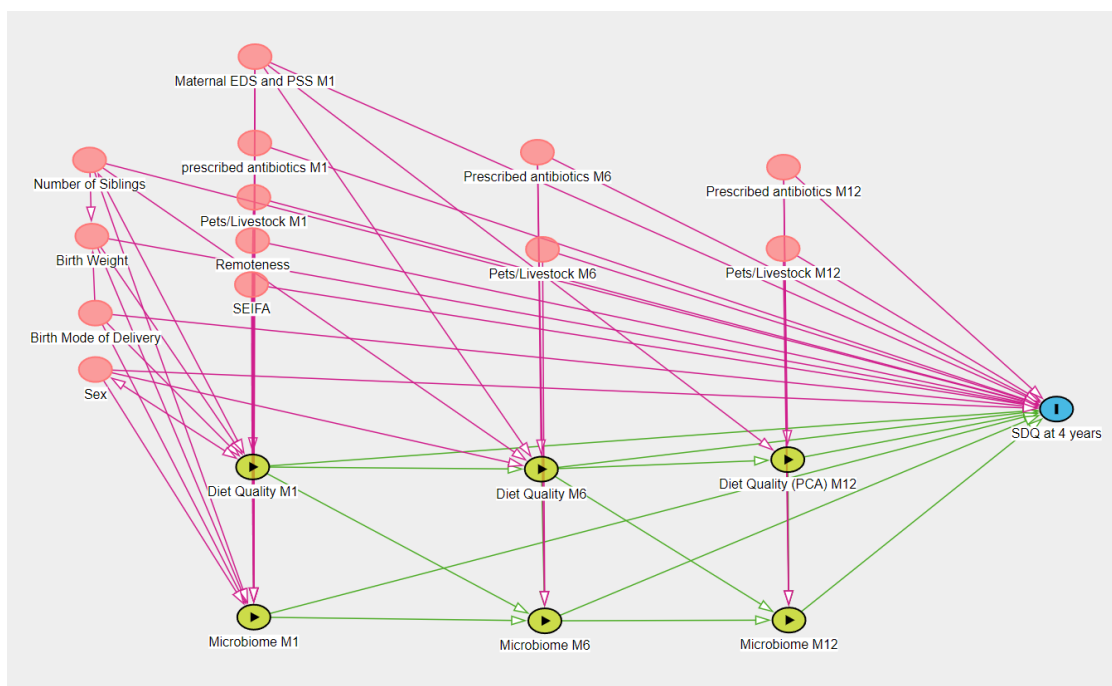 Maternal EDS and PSS M1
prescribed antibiotics M1
Prescribed antibiotics M6
Prescribed antibiotics M12
Number of Siblings
Pets/Livestock M1
Birth Weight
Remoteness
Pets/Livestock M6
Pets/Livestock M12
SEIFA
Birth Mode of Delivery
Sex
SDQ at 4 years
Diet Quality M1
Diet Quality M6
Diet Quality (PCA) M12
Microbiome M1
Microbiome M6
Microbiome M12